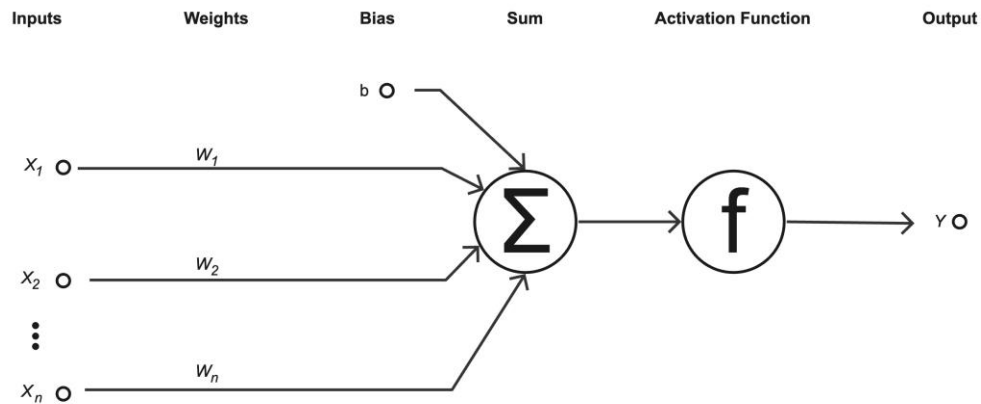 Inputs Weights Bias Sum Activation Function Output
b
X1 W1
Σ f Y
X2 W2
Xn Wn